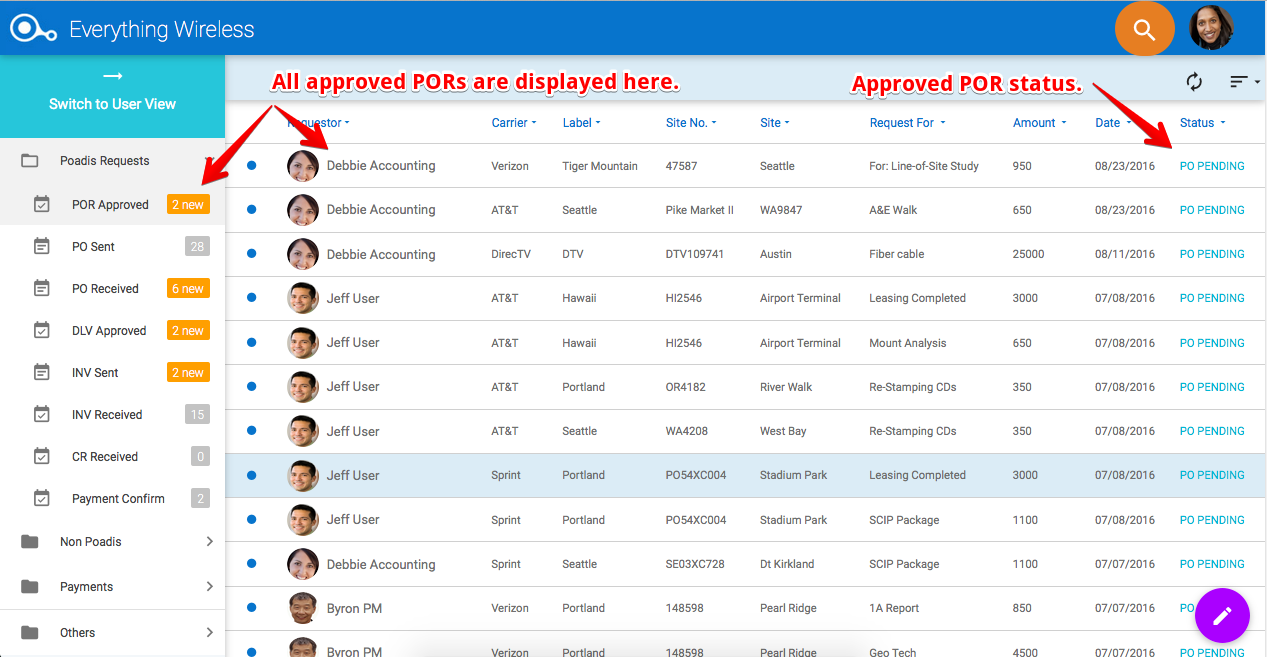 Everything Wireless
Switch to User View
All approved PORs are displayed here.
Approved POR status.
Requestor Carrier Label Site No. Site Request For Amount Date Status
Poadis Requests
POR Approved 2 new
PO Sent 28
PO Received 6 new
DLV Approved 2 new
INV Sent 2 new
INV Received 15
CR Received 0
Payment Confirm 2
Non Poadis
Payments
Others
Debbie Accounting Verizon Tiger Mountain 47587 Seattle For: Line-of-Site Study 950 08/23/2016 PO PENDING
Debbie Accounting AT&T Seattle Pike Market II WA9847 A&E Walk 650 08/23/2016 PO PENDING
Debbie Accounting DirecTV DTV DTV109741 Austin Fiber cable 25000 08/11/2016 PO PENDING
Jeff User AT&T Hawaii HI2546 Airport Terminal Leasing Completed 3000 07/08/2016 PO PENDING
Jeff User AT&T Hawaii HI2546 Airport Terminal Mount Analysis 650 07/08/2016 PO PENDING
Jeff User AT&T Portland OR4182 River Walk Re-Stamping CDs 350 07/08/2016 PO PENDING
Jeff User AT&T Seattle WA4208 West Bay Re-Stamping CDs 350 07/08/2016 PO PENDING
Jeff User Sprint Portland PO54XC004 Stadium Park Leasing Completed 3000 07/08/2016 PO PENDING
Jeff User Sprint Portland PO54XC004 Stadium Park SCIP Package 1100 07/08/2016 PO PENDING
Debbie Accounting Sprint Seattle SE03XC728 Dt Kirkland SCIP Package 1100 07/07/2016 PO PENDING
Byron PM Verizon Portland 148598 Pearl Ridge 1A Report 850 07/07/2016 PO
Byron PM Verizon Portland 148598 Pearl Ridge Geo Tech 4500 07/07/2016 PO PENDING